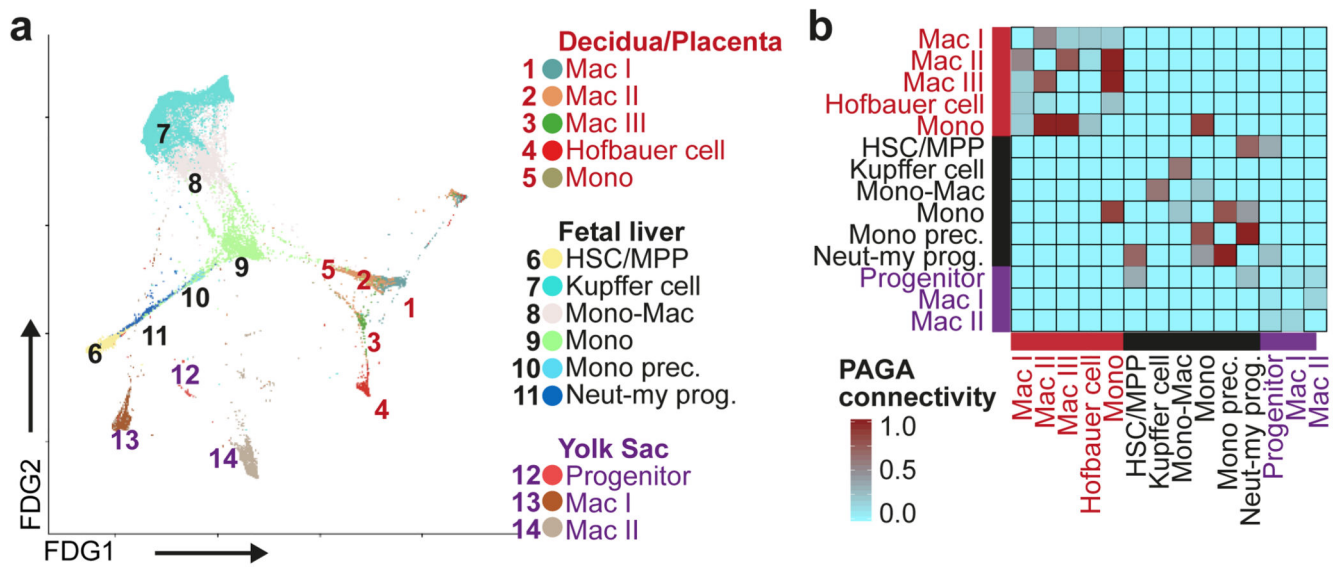 a
FDG2
FDG1
7
8
9
10
11
6
12
13
14
5
2
1
3
4
Decidua/Placenta
1 Mac I
2 Mac II
3 Mac III
4 Hofbauer cell
5 Mono
Fetal liver
6 HSC/MPP
7 Kupffer cell
8 Mono-Mac
9 Mono
10 Mono prec.
11 Neut-my prog.
Yolk Sac
12 Progenitor
13 Mac I
14 Mac II
b
Mac I
Mac II
Mac III
Hofbauer cell
Mono
HSC/MPP
Kupffer cell
Mono-Mac
Mono
Mono prec.
Neut-my prog.
Progenitor
Mac I
Mac II
Mac I
Mac II
Mac III
Hofbauer cell
Mono
HSC/MPP
Kupffer cell
Mono-Mac
Mono
Mono prec.
Neut-my prog.
Progenitor
Mac I
Mac II
PAGA
connectivity
1.0
0.5
0.0